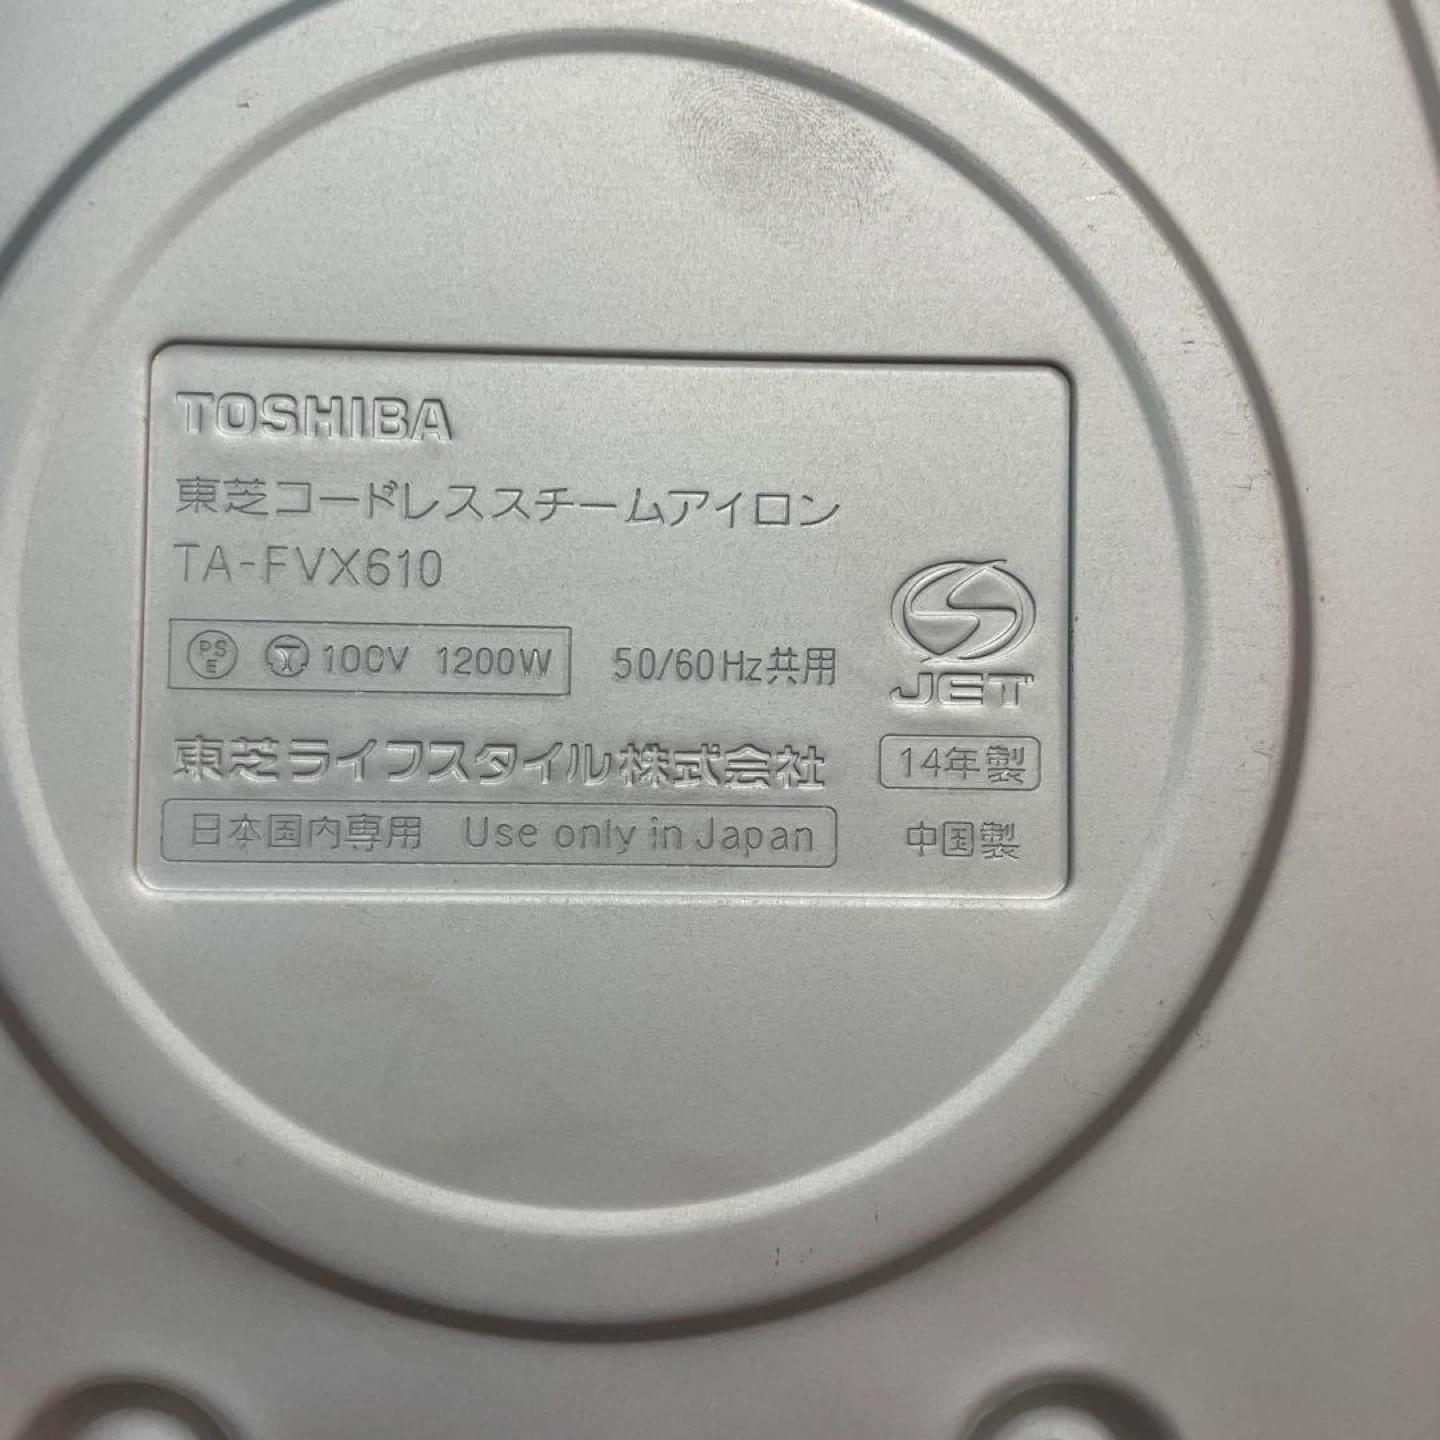 TOSHIBA
東芝コードレススチームアイロン
TA-FVX610
PSE 100V 1200W 50/60Hz共用
JET
東芝ライフスタイル株式会社 14年製
日本国内専用 Use only in Japan 中国製